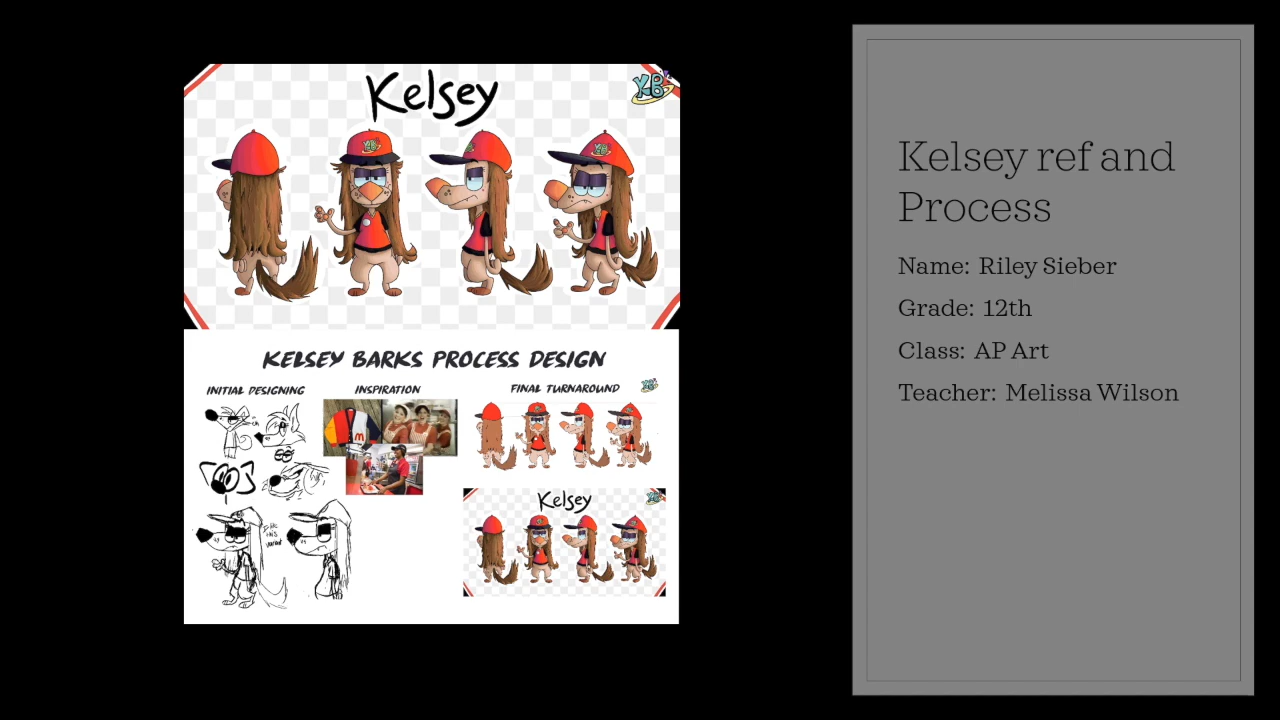 Kelsey
KB
KELSEY BARKS PROCESS DESIGN
INITIAL DESIGNING
INSPIRATION
FINAL TURNAROUND
Kelsey
Kelsey ref and
Process
Name: Riley Sieber
Grade: 12th
Class: AP Art
Teacher: Melissa Wilson